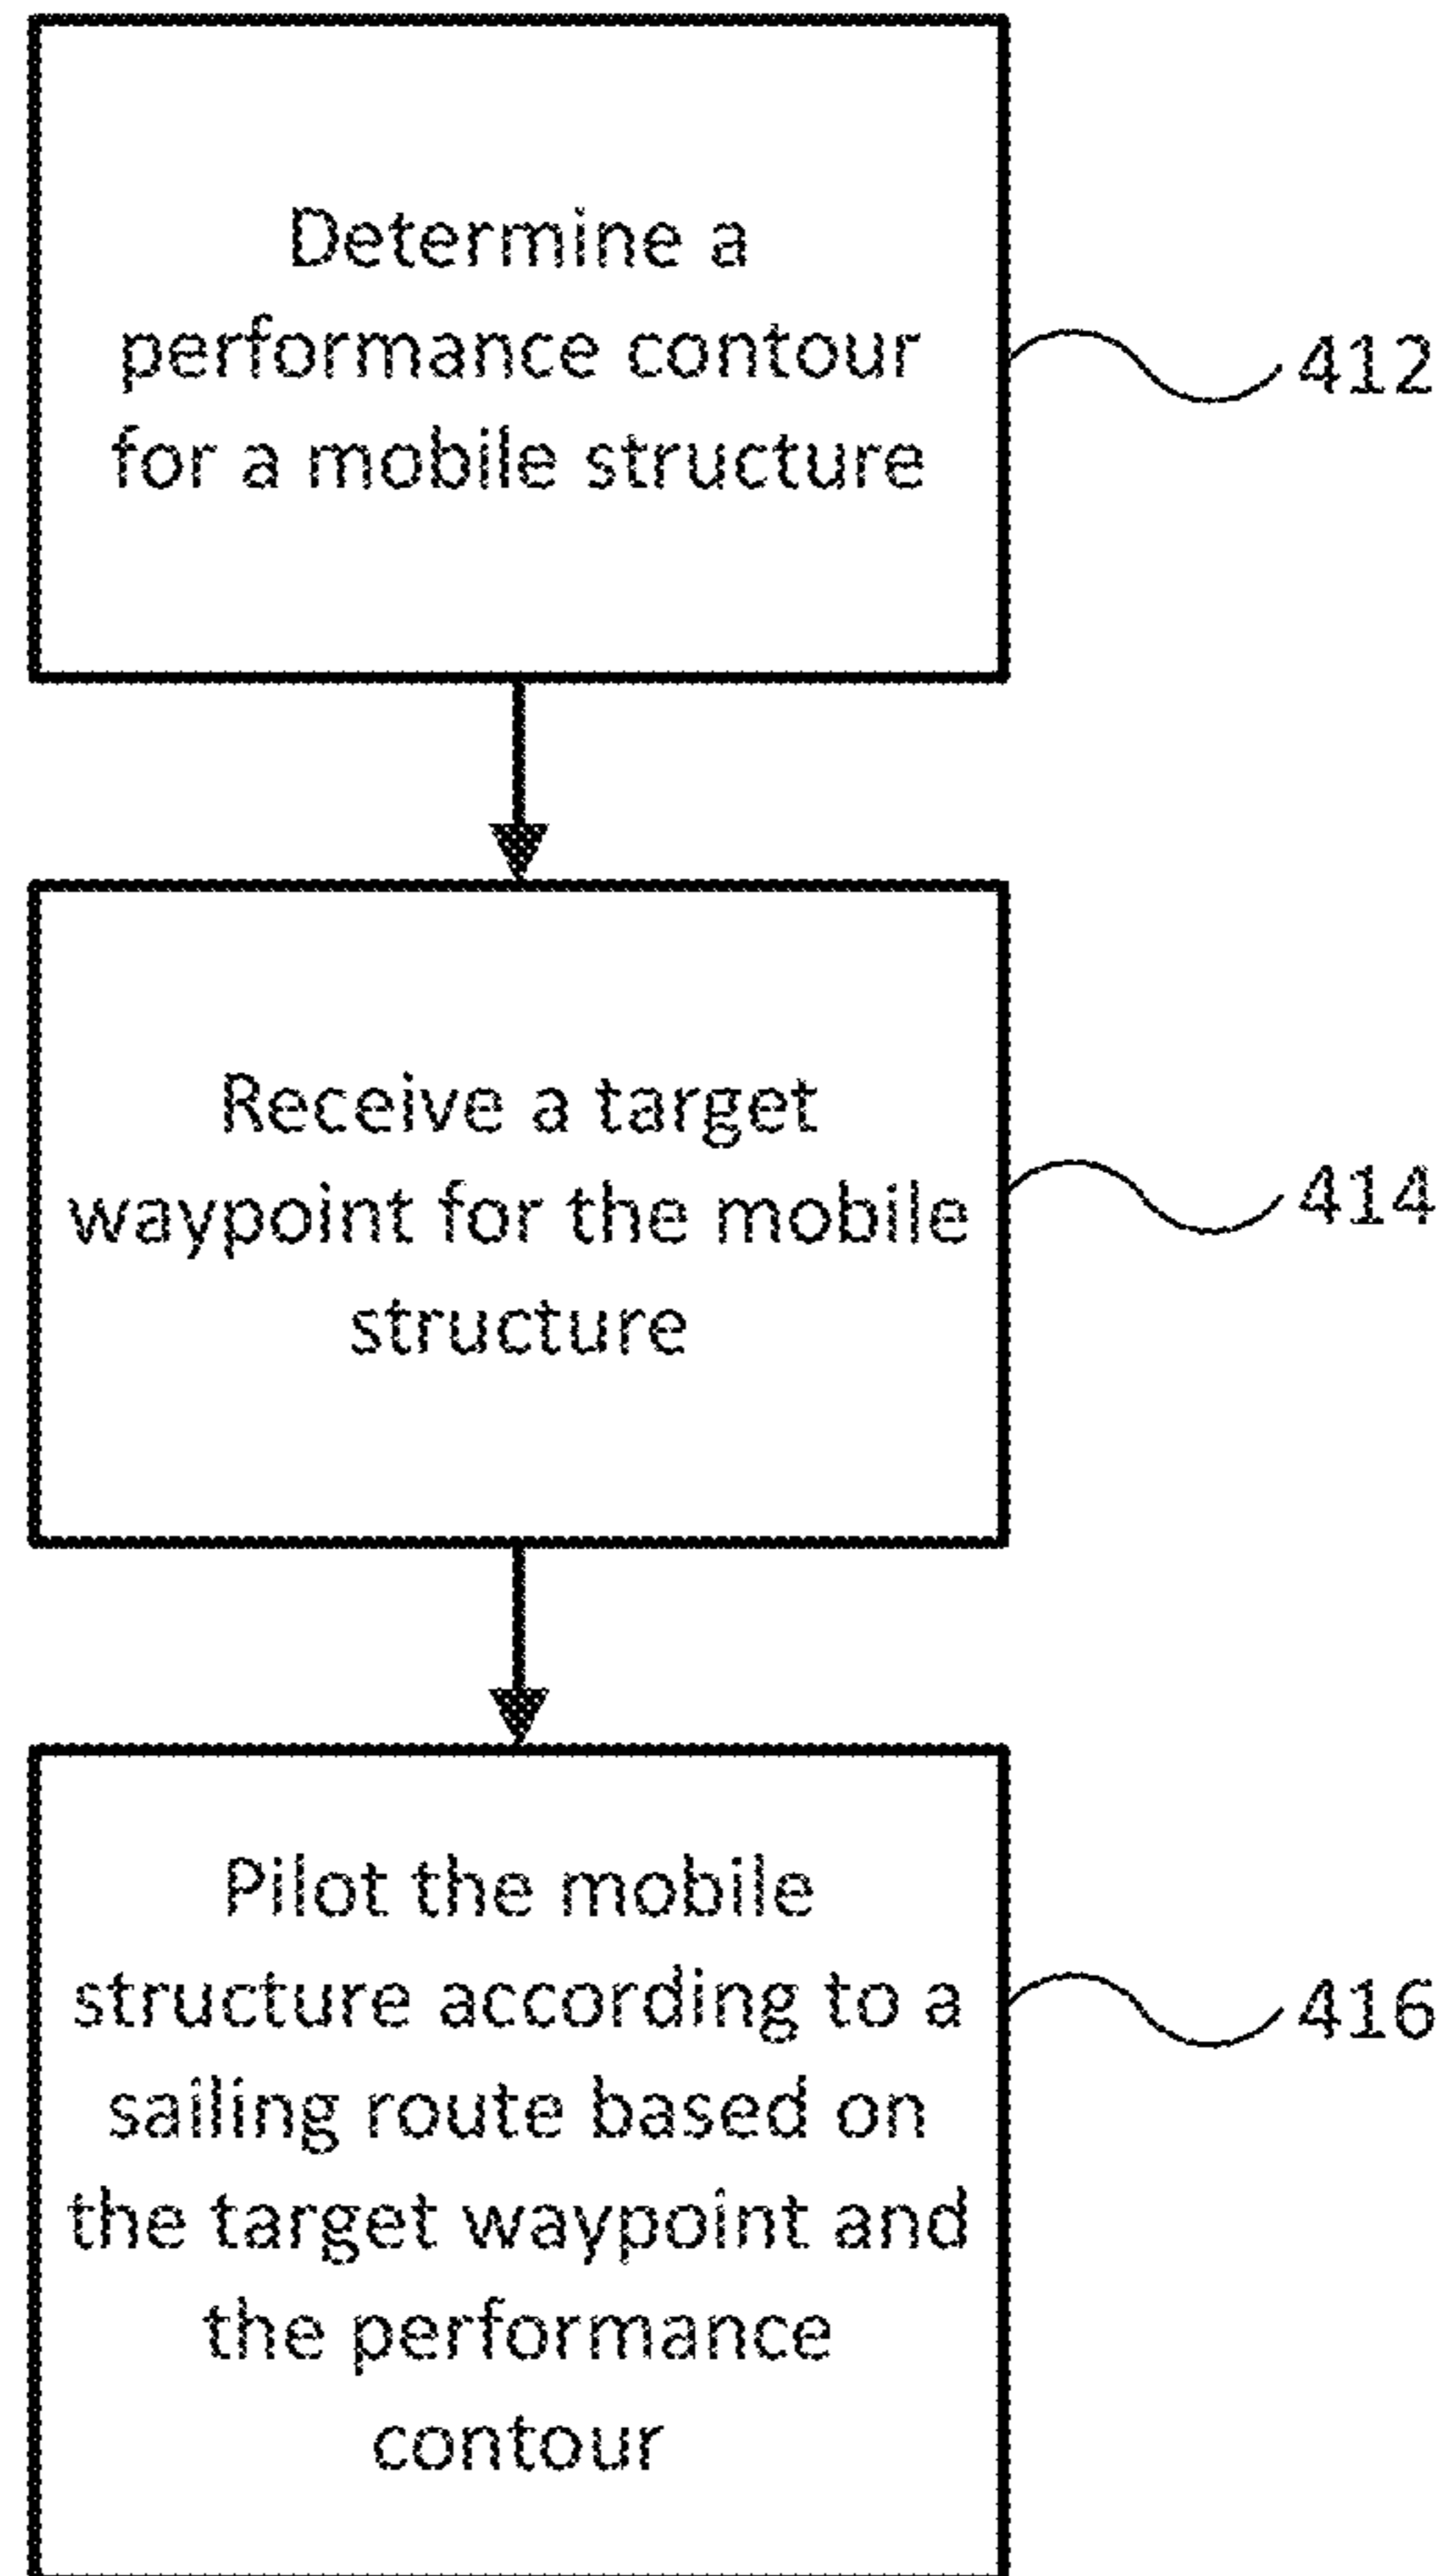 Determine a
performance contour
for a mobile structure
412
Receive a target
waypoint for the mobile
structure
414
Pilot the mobile
structure according to a
sailing route based on
the target waypoint and
the performance
contour
416